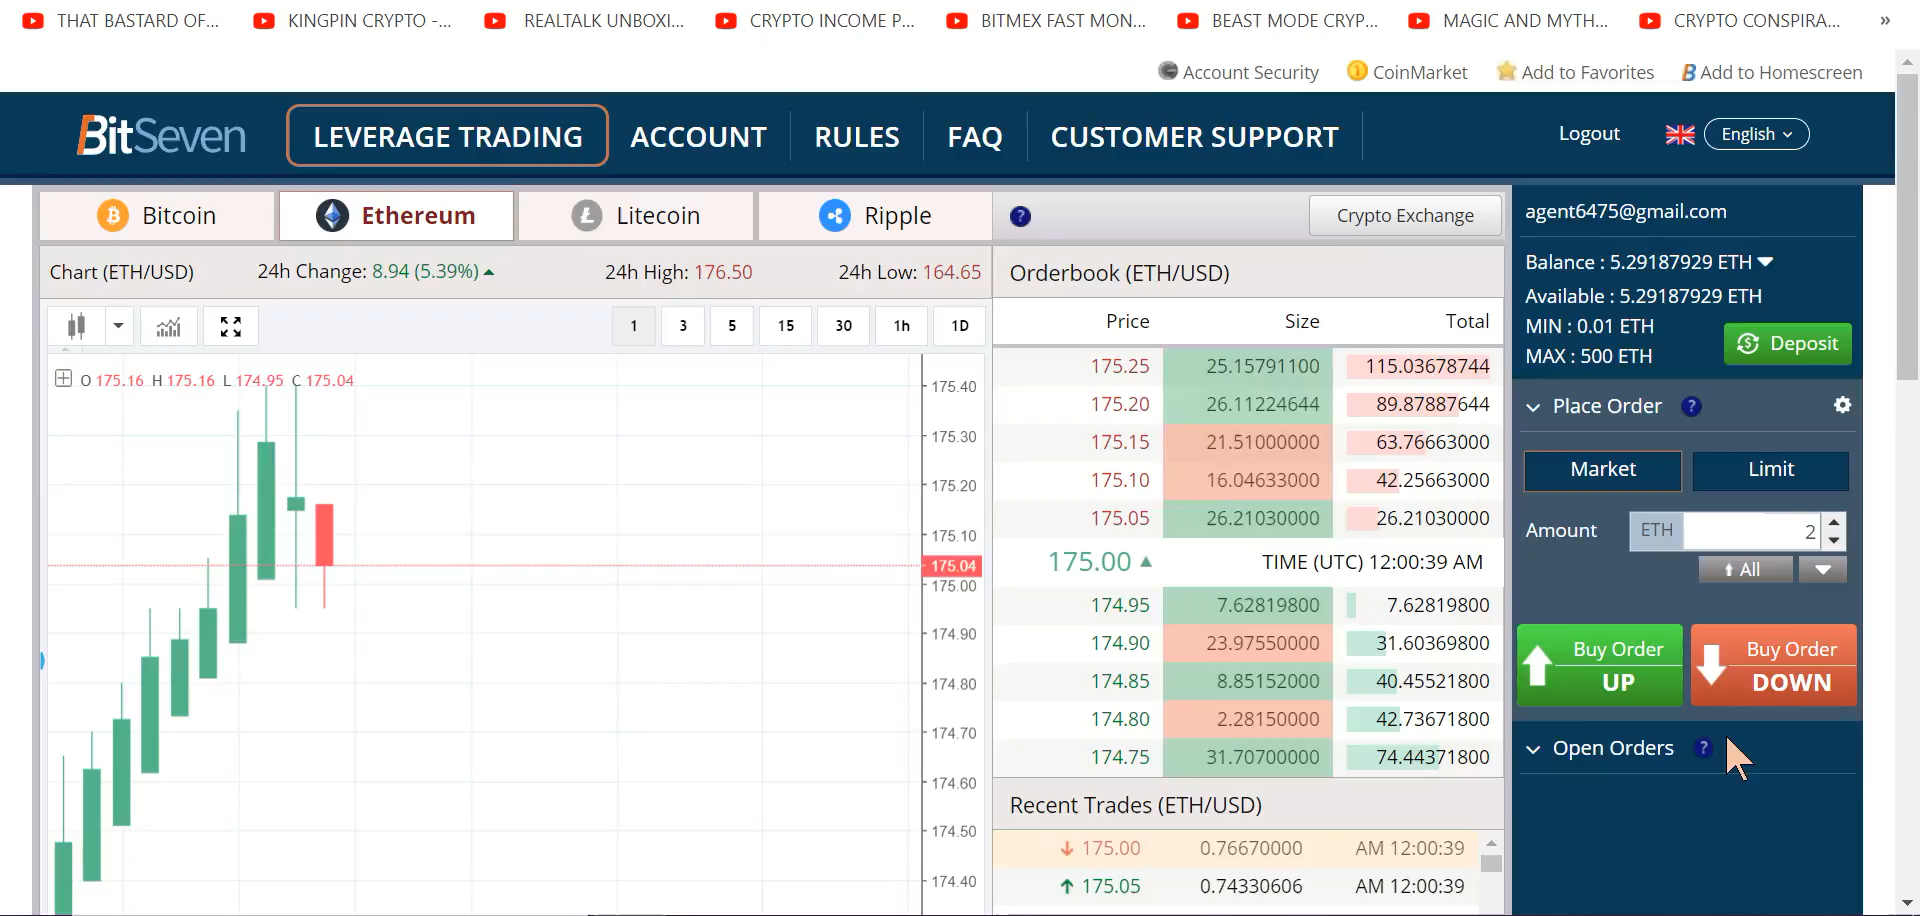 THAT BASTARD OF... KINGPIN CRYPTO -... REALTALK UNBOXI... CRYPTO INCOME P... BITMEX FAST MON... BEAST MODE CRYP... MAGIC AND MYTH... CRYPTO CONSPIRA... »
Account Security CoinMarket Add to Favorites Add to Homescreen
BitSeven LEVERAGE TRADING ACCOUNT RULES FAQ CUSTOMER SUPPORT Logout English
Bitcoin Ethereum Litecoin Ripple ? Crypto Exchange
Chart (ETH/USD) 24h Change: 8.94 (5.39%) 24h High: 176.50 24h Low: 164.65
1 3 5 15 30 1h 1D
O 175.16 H 175.16 L 174.95 C 175.04
175.40
175.30
175.20
175.10
175.04
175.00
174.90
174.80
174.70
174.60
174.50
174.40
Orderbook (ETH/USD)
Price Size Total
175.25 25.15791100 115.03678744
175.20 26.11224644 89.87887644
175.15 21.51000000 63.76663000
175.10 16.04633000 42.25663000
175.05 26.21030000 26.21030000
175.00 TIME (UTC) 12:00:39 AM
174.95 7.62819800 7.62819800
174.90 23.97550000 31.60369800
174.85 8.85152000 40.45521800
174.80 2.28150000 42.73671800
174.75 31.70700000 74.44371800
Recent Trades (ETH/USD)
175.00 0.76670000 AM 12:00:39
175.05 0.74330606 AM 12:00:39
agent6475@gmail.com
Balance : 5.29187929 ETH
Available : 5.29187929 ETH
MIN : 0.01 ETH
MAX : 500 ETH
Deposit
Place Order ?
Market Limit
Amount ETH 2
All
Buy Order UP
Buy Order DOWN
Open Orders ?